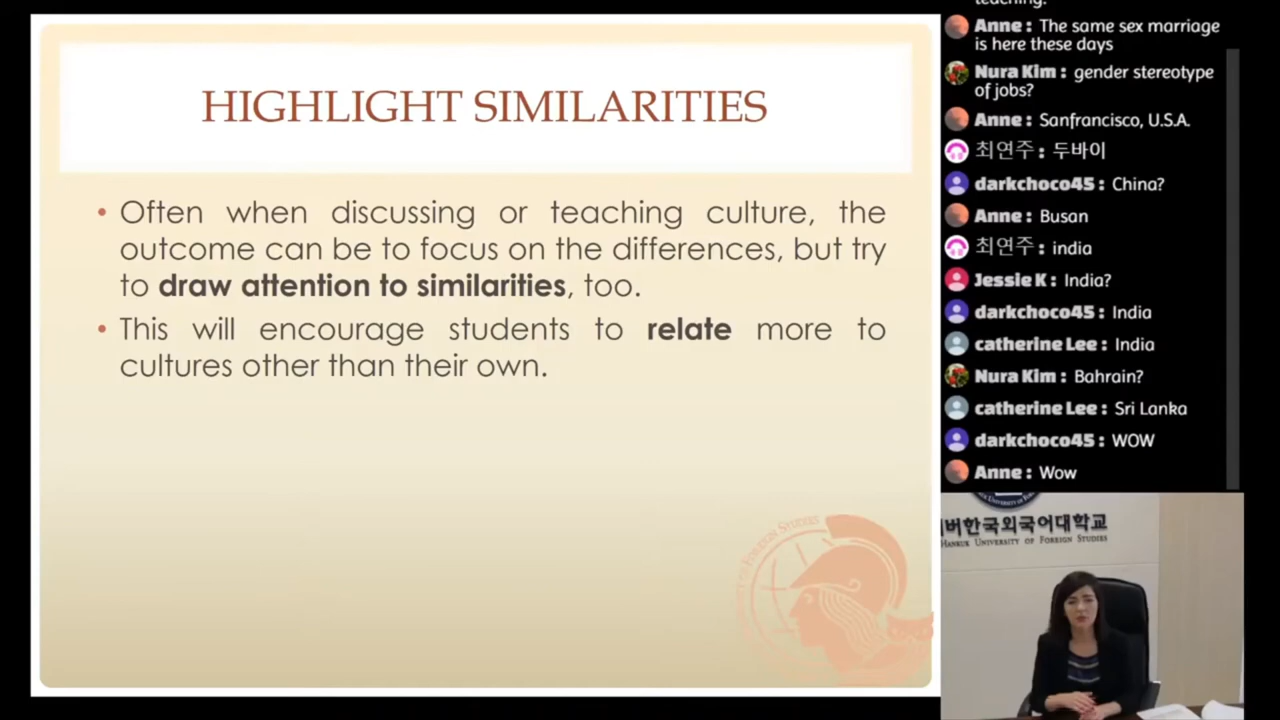 HIGHLIGHT SIMILARITIES
• Often when discussing or teaching culture, the
outcome can be to focus on the differences, but try
to draw attention to similarities, too.
• This will encourage students to relate more to
cultures other than their own.
OF FOREIGN STUDIES
teaching.
Anne : The same sex marriage
is here these days
Nura Kim : gender stereotype
of jobs?
Anne : Sanfrancisco, U.S.A.
최연주 : 두바이
darkchoco45 : China?
Anne : Busan
최연주 : india
Jessie K : India?
darkchoco45 : India
catherine Lee : India
Nura Kim : Bahrain?
catherine Lee : Sri Lanka
darkchoco45 : WOW
Anne : Wow
버한국외국어대학교
HANKUK UNIVERSITY OF FOREIGN STUDIES